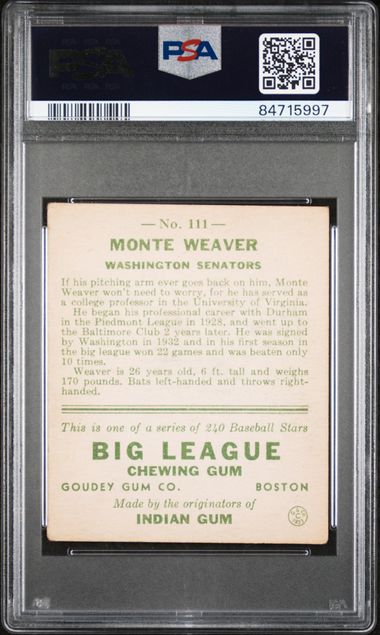 PSA
PSA
84715997
— No. 111 —
MONTE WEAVER
WASHINGTON SENATORS
If his pitching arm ever goes back on him, Monte
Weaver won't need to worry, for he has served as
a college professor in the University of Virginia.
He began his professional career with Durham
in the Piedmont League in 1928, and went up to
the Baltimore Club 2 years later. He was signed
by Washington in 1932 and in his first season in
the big league won 22 games and was beaten only
10 times.
Weaver is 26 years old, 6 ft. tall and weighs
170 pounds. Bats left-handed and throws right-
handed.
This is one of a series of 240 Baseball Stars
BIG LEAGUE
CHEWING GUM
GOUDEY GUM CO. BOSTON
Made by the originators of
INDIAN GUM